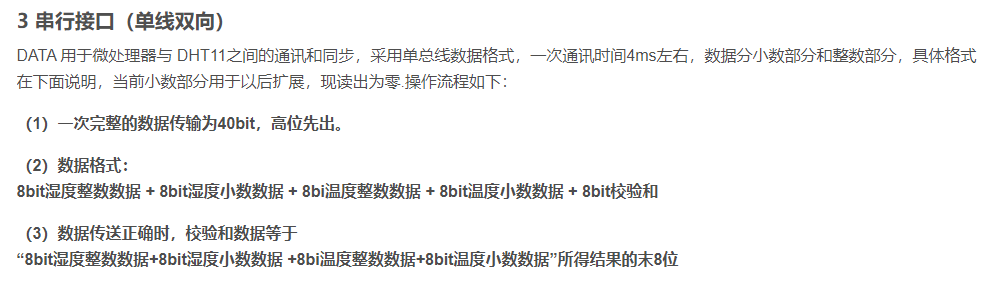 3 串行接口（单线双向）
DATA 用于微处理器与 DHT11之间的通讯和同步，采用单总线数据格式，一次通讯时间4ms左右，数据分小数部分和整数部分，具体格式
在下面说明，当前小数部分用于以后扩展，现读出为零.操作流程如下：
（1）一次完整的数据传输为40bit，高位先出。
（2）数据格式：
8bit湿度整数数据 + 8bit湿度小数数据 + 8bi温度整数数据 + 8bit温度小数数据 + 8bit校验和
（3）数据传送正确时，校验和数据等于
“8bit湿度整数数据+8bit湿度小数数据 +8bi温度整数数据+8bit温度小数数据”所得结果的末8位